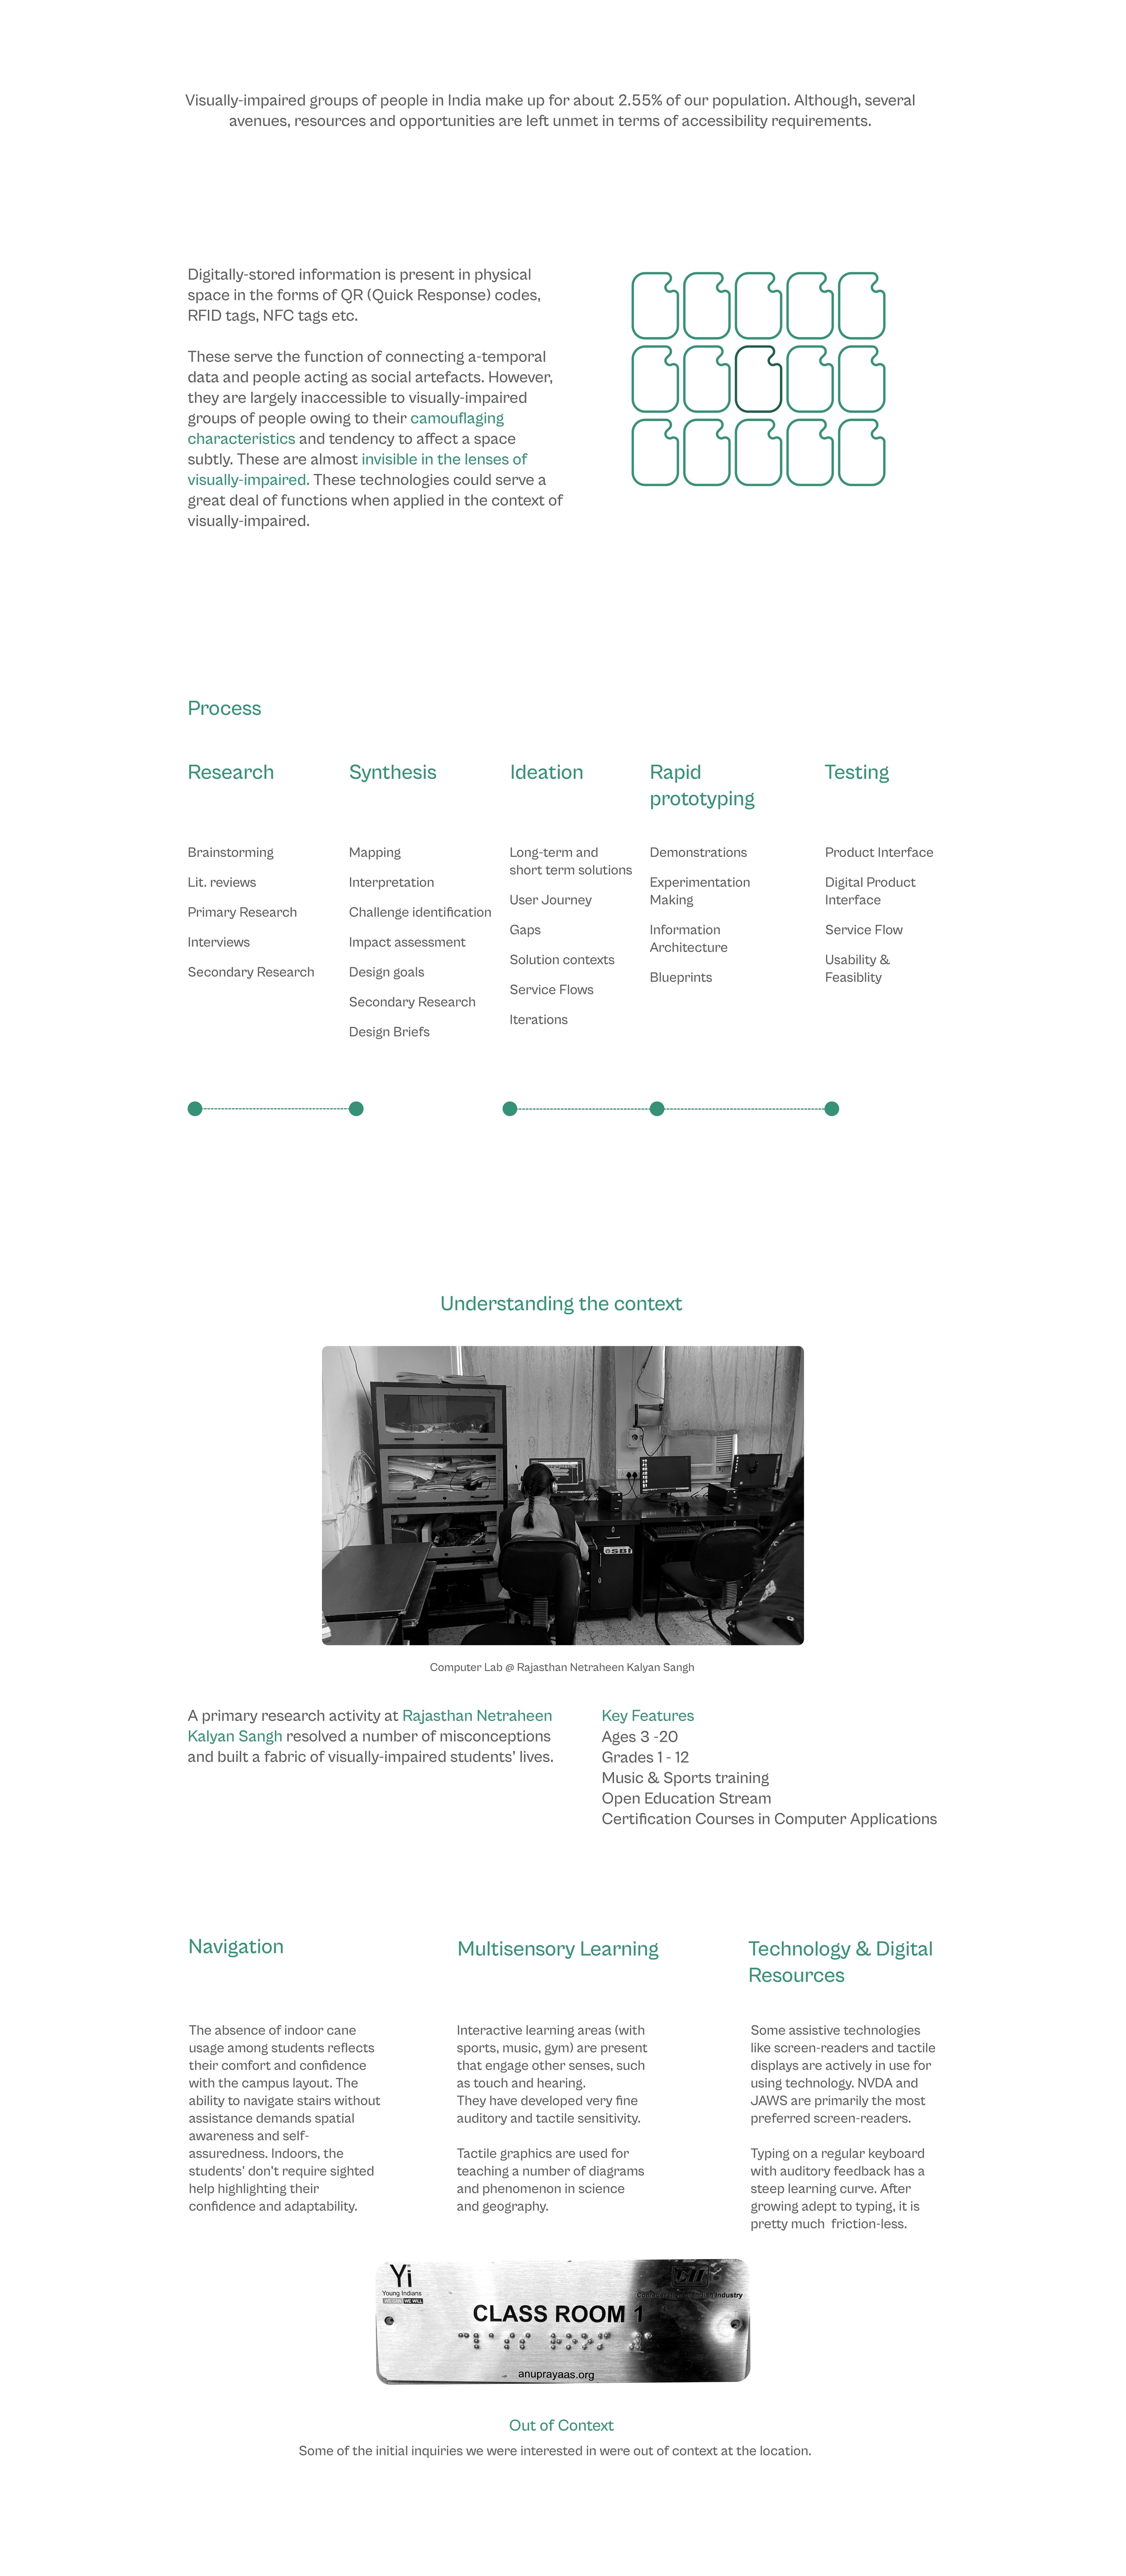 Visually-impaired groups of people in India make up for about 2.55% of our population. Although, several
avenues, resources and opportunities are left unmet in terms of accessibility requirements.
Digitally-stored information is present in physical
space in the forms of QR (Quick Response) codes,
RFID tags, NFC tags etc.
These serve the function of connecting a-temporal
data and people acting as social artefacts. However,
they are largely inaccessible to visually-impaired
groups of people owing to their camouflaging
characteristics and tendency to affect a space
subtly. These are almost invisible in the lenses of
visually-impaired. These technologies could serve a
great deal of functions when applied in the context of
visually-impaired.
Process
Research
Brainstorming
Lit. reviews
Primary Research
Interviews
Secondary Research
Synthesis
Mapping
Interpretation
Challenge identification
Impact assessment
Design goals
Secondary Research
Design Briefs
Ideation
Long-term and
short term solutions
User Journey
Gaps
Solution contexts
Service Flows
Iterations
Rapid
prototyping
Demonstrations
Experimentation
Making
Information
Architecture
Blueprints
Testing
Product Interface
Digital Product
Interface
Service Flow
Usability &
Feasiblity
Understanding the context
Computer Lab @ Rajasthan Netraheen Kalyan Sangh
A primary research activity at Rajasthan Netraheen
Kalyan Sangh resolved a number of misconceptions
and built a fabric of visually-impaired students' lives.
Key Features
Ages 3 -20
Grades 1 - 12
Music & Sports training
Open Education Stream
Certification Courses in Computer Applications
Navigation
The absence of indoor cane
usage among students reflects
their comfort and confidence
with the campus layout. The
ability to navigate stairs without
assistance demands spatial
awareness and self-
assuredness. Indoors, the
students' don't require sighted
help highlighting their
confidence and adaptability.
Multisensory Learning
Interactive learning areas (with
sports, music, gym) are present
that engage other senses, such
as touch and hearing.
They have developed very fine
auditory and tactile sensitivity.
Tactile graphics are used for
teaching a number of diagrams
and phenomenon in science
and geography.
Technology & Digital
Resources
Some assistive technologies
like screen-readers and tactile
displays are actively in use for
using technology. NVDA and
JAWS are primarily the most
preferred screen-readers.
Typing on a regular keyboard
with auditory feedback has a
steep learning curve. After
growing adept to typing, it is
pretty much friction-less.
Yi
Young Indians
WE CAN WE WILL
CII
Industry
CLASS ROOM 1
anuprayaas.org
Out of Context
Some of the initial inquiries we were interested in were out of context at the location.